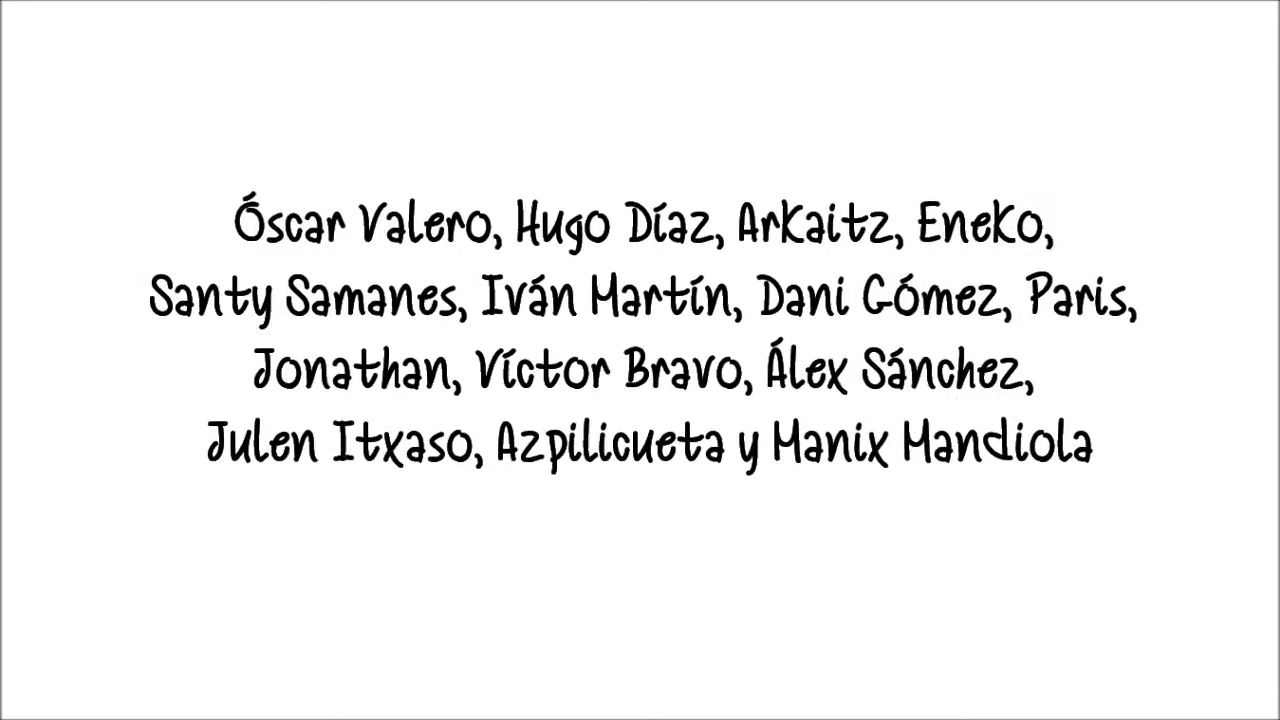 Óscar Valero, Hugo Díaz, Arkaitz, Eneko,
Santy Samanes, Iván Martín, Dani Gómez, Paris,
Jonathan, Víctor Bravo, Álex Sánchez,
Julen Itxaso, Azpilicueta y Manix Mandiola